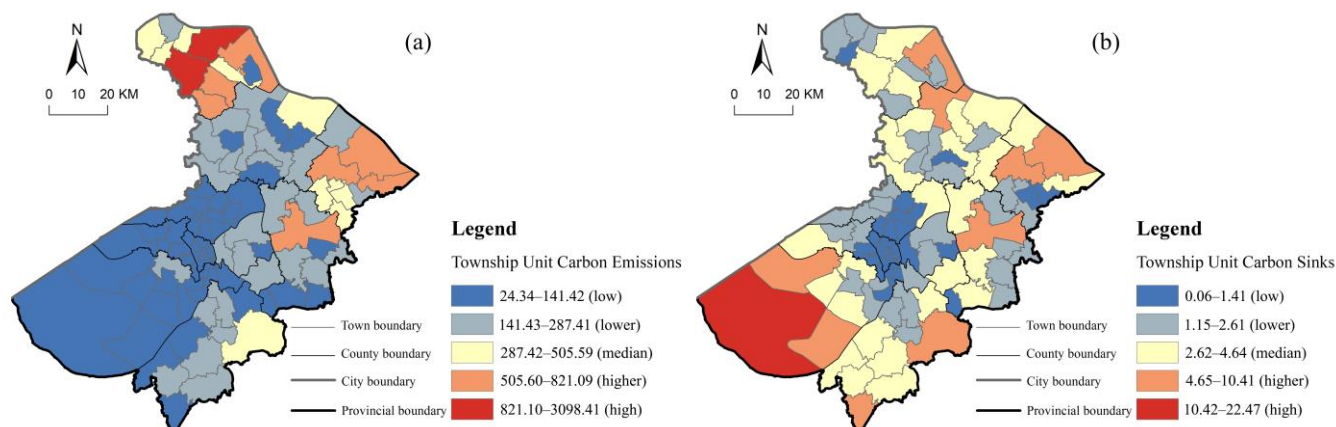 N
(a)
0 10 20 KM
Legend
Township Unit Carbon Emissions
24.34–141.42 (low)
141.43–287.41 (lower)
287.42–505.59 (median)
505.60–821.09 (higher)
821.10–3098.41 (high)
Town boundary
County boundary
City boundary
Provincial boundary
N
(b)
0 10 20 KM
Legend
Township Unit Carbon Sinks
0.06–1.41 (low)
1.15–2.61 (lower)
2.62–4.64 (median)
4.65–10.41 (higher)
10.42–22.47 (high)
Town boundary
County boundary
City boundary
Provincial boundary